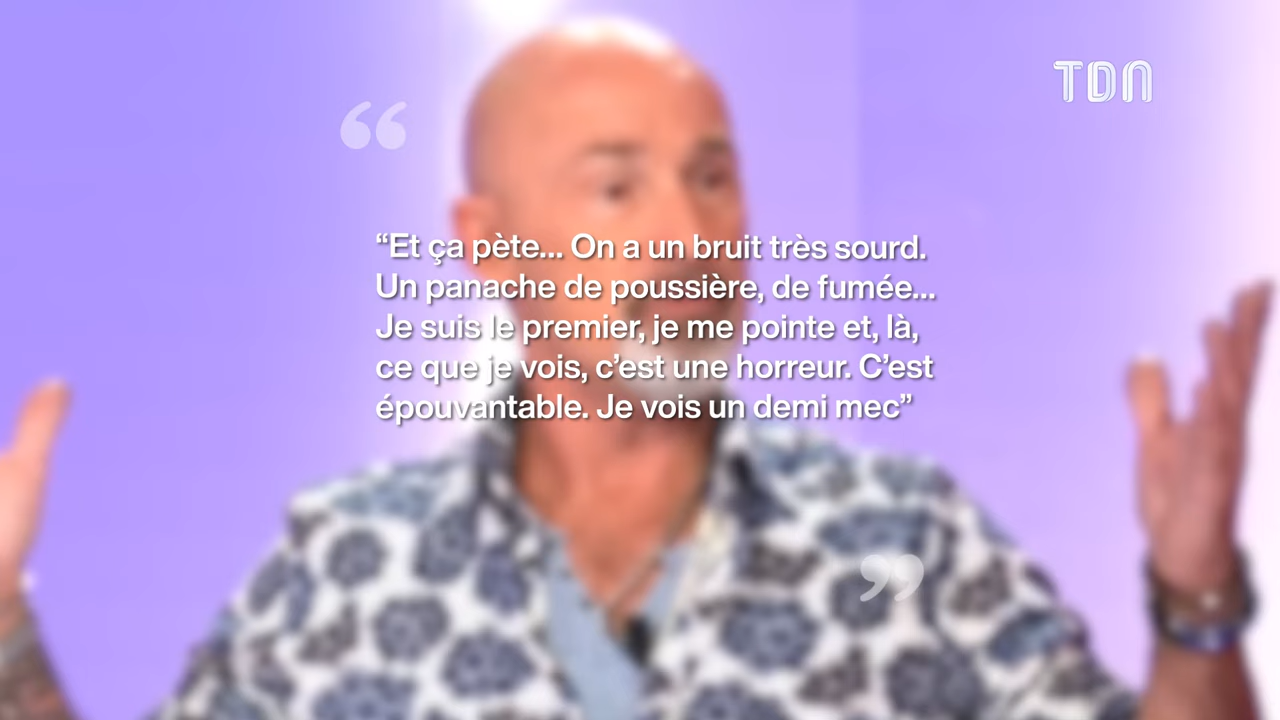 TDN
“Et ça pète... On a un bruit très sourd.
Un panache de poussière, de fumée...
Je suis le premier, je me pointe et, là,
ce que je vois, c’est une horreur. C’est
épouvantable. Je vois un demi mec”